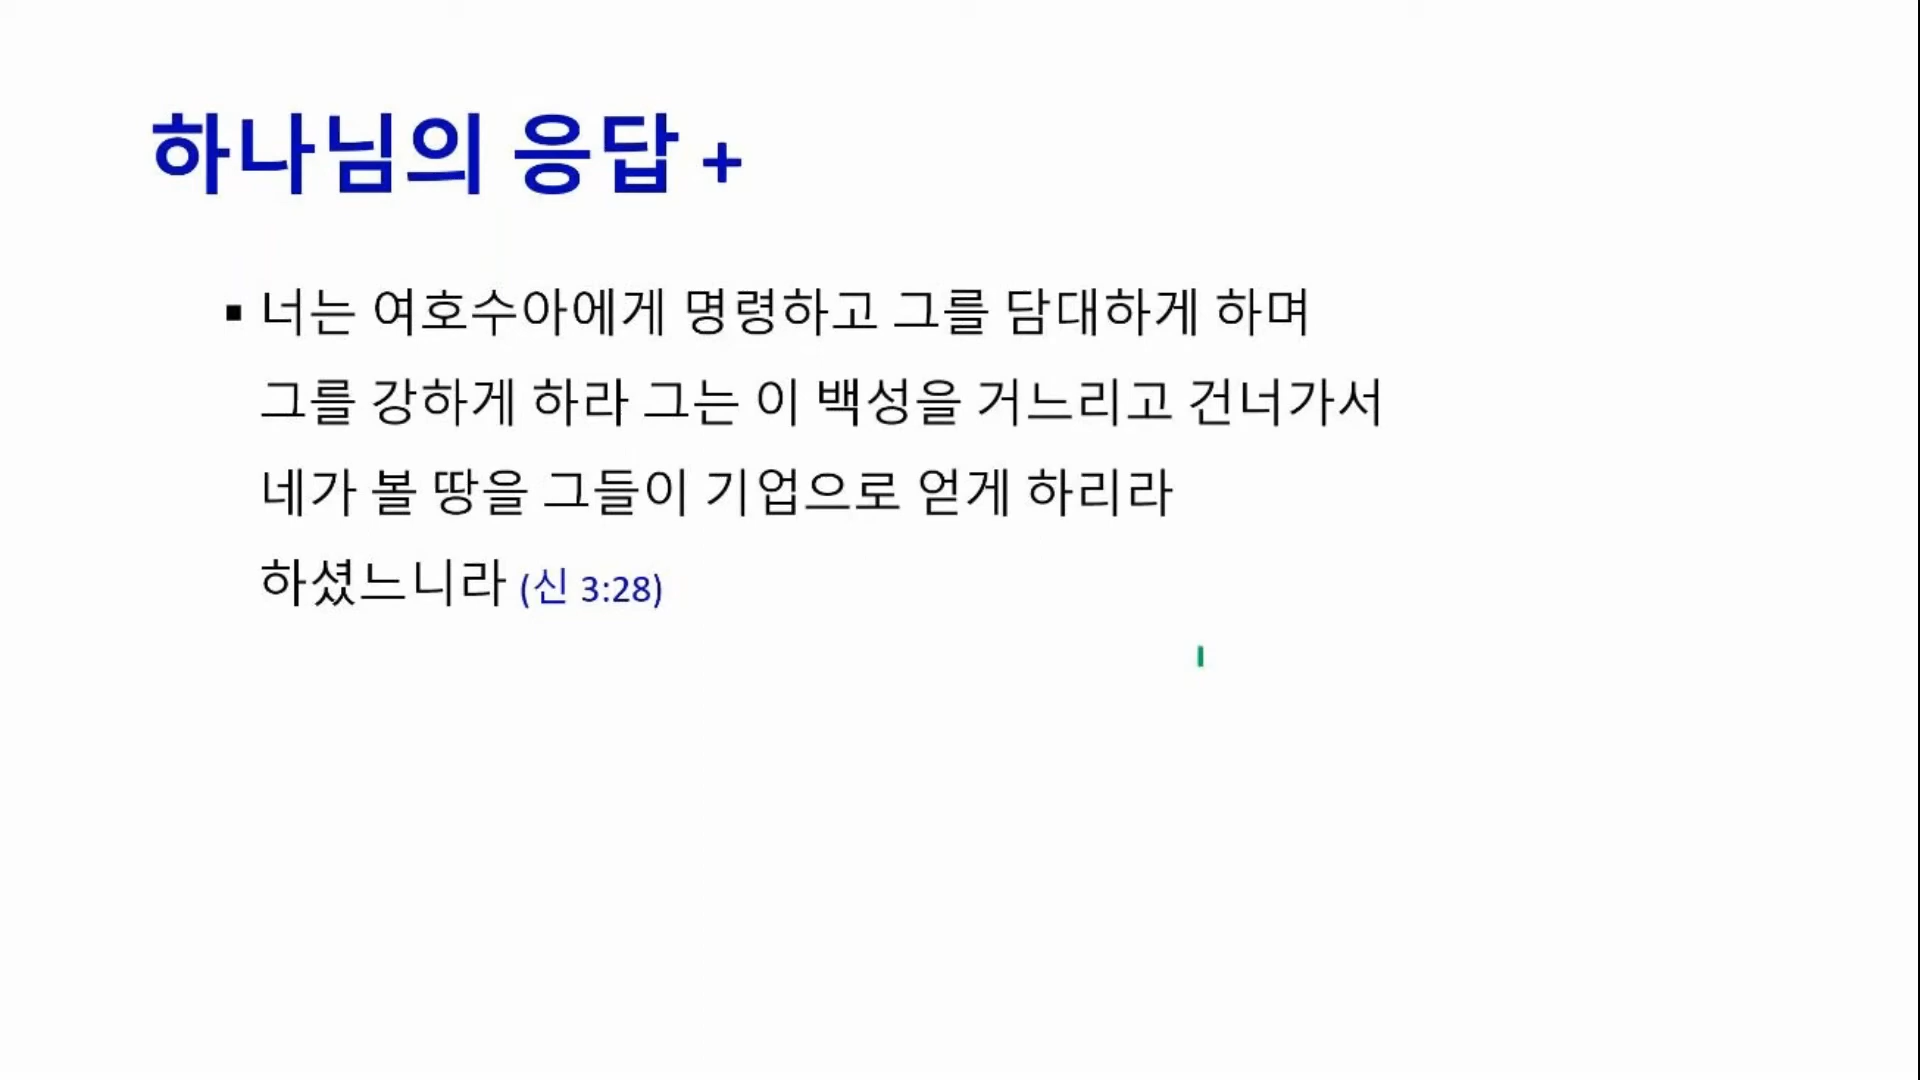 하나님의 응답 +
▪ 너는 여호수아에게 명령하고 그를 담대하게 하며
그를 강하게 하라 그는 이 백성을 거느리고 건너가서
네가 볼 땅을 그들이 기업으로 얻게 하리라
하셨느니라 (신 3:28)